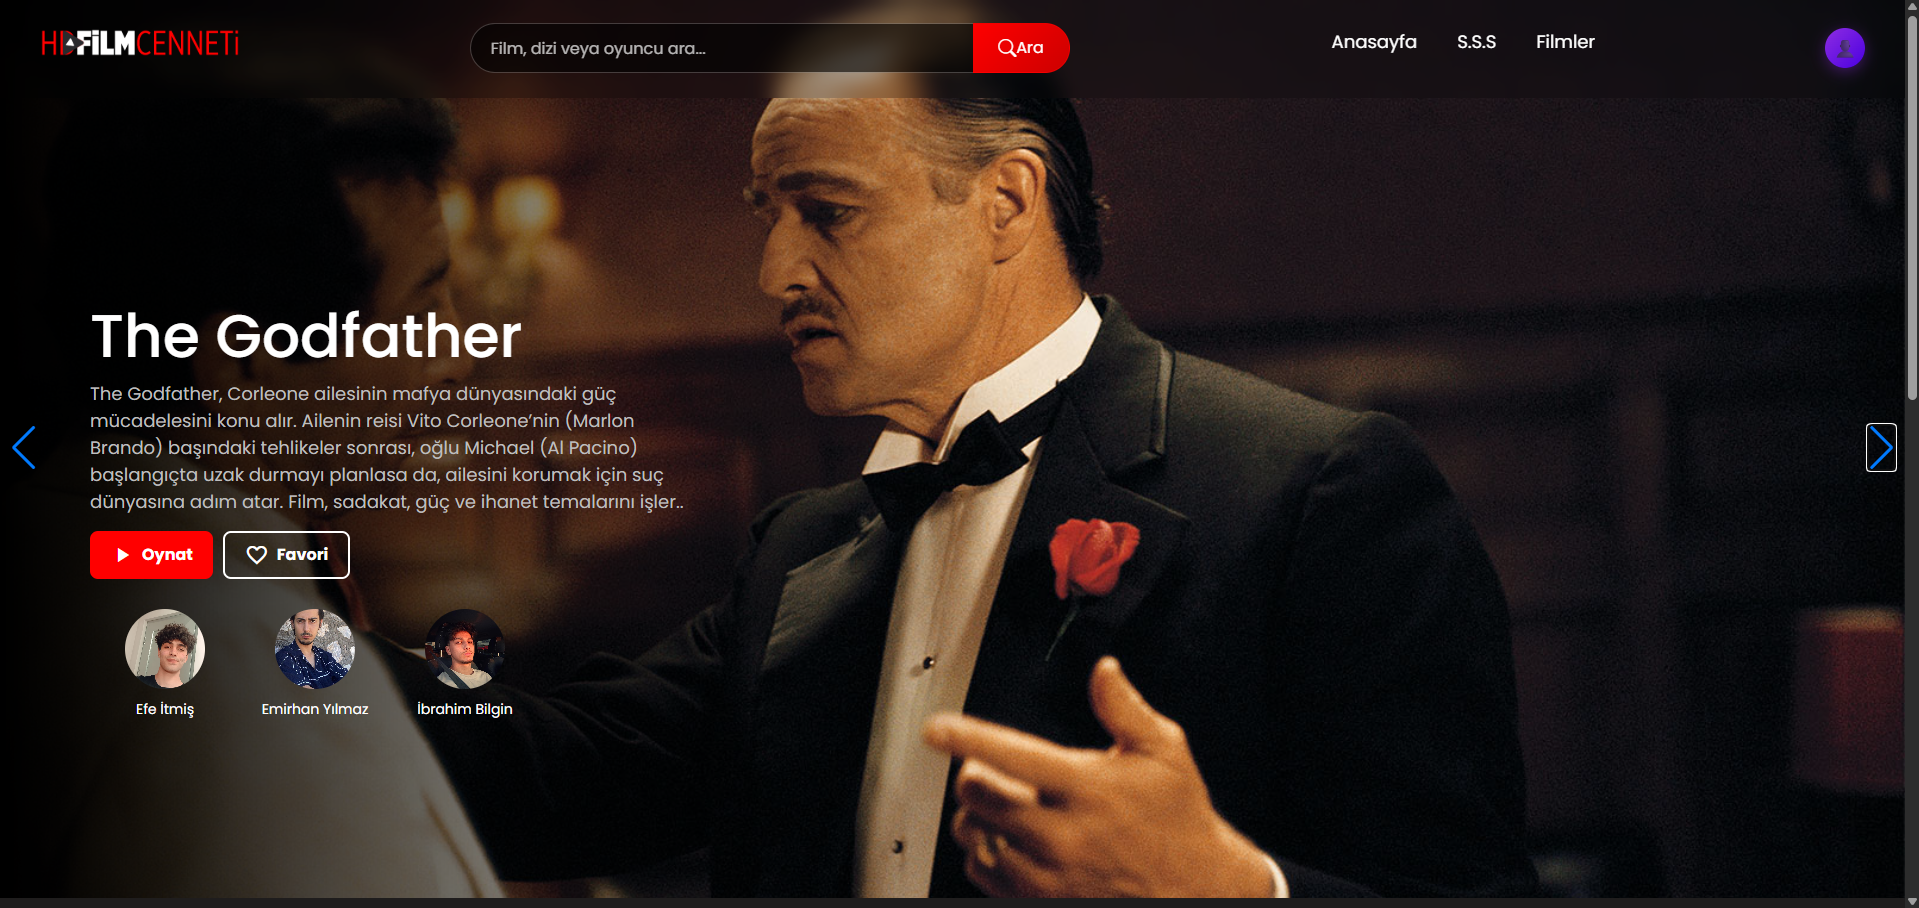 HDFiLMCENNETi
Film, dizi veya oyuncu ara...
Ara
Anasayfa
S.S.S
Filmler
The Godfather
The Godfather, Corleone ailesinin mafya dünyasındaki güç
mücadelesini konu alır. Ailenin reisi Vito Corleone’nin (Marlon
Brando) başındaki tehlikeler sonrası, oğlu Michael (Al Pacino)
başlangıçta uzak durmayı planlasa da, ailesini korumak için suç
dünyasına adım atar. Film, sadakat, güç ve ihanet temalarını işler..
Oynat
Favori
Efe İtmiş
Emirhan Yılmaz
İbrahim Bilgin